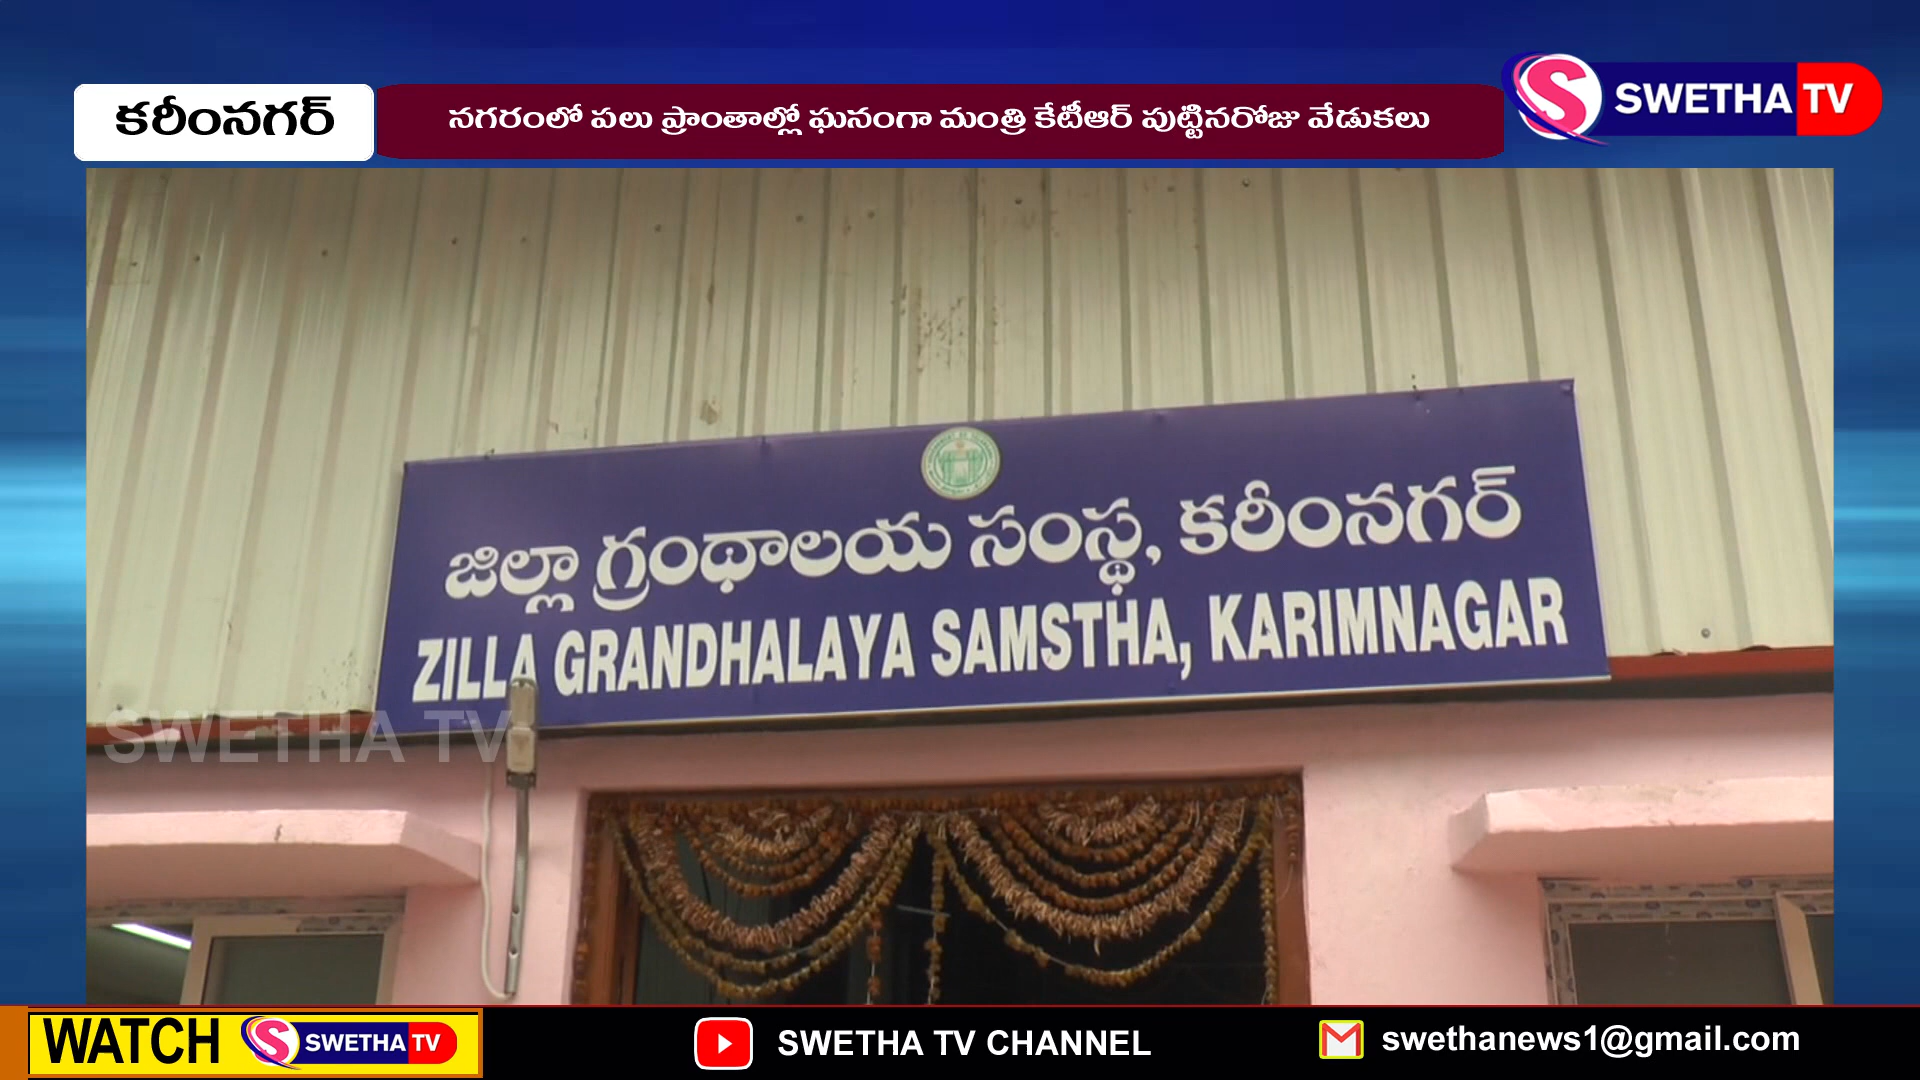 కరీంనగర్
నగరంలో పలు ప్రాంతాల్లో ఘనంగా మంత్రి కేటీఆర్ పుట్టినరోజు వేడుకలు
SWETHA TV
జిల్లా గ్రంథాలయ సంస్థ, కరీంనగర్
ZILLA GRANDHALAYA SAMSTHA, KARIMNAGAR
SWETHA TV
WATCH SWETHA TV
SWETHA TV CHANNEL
swethanews1@gmail.com